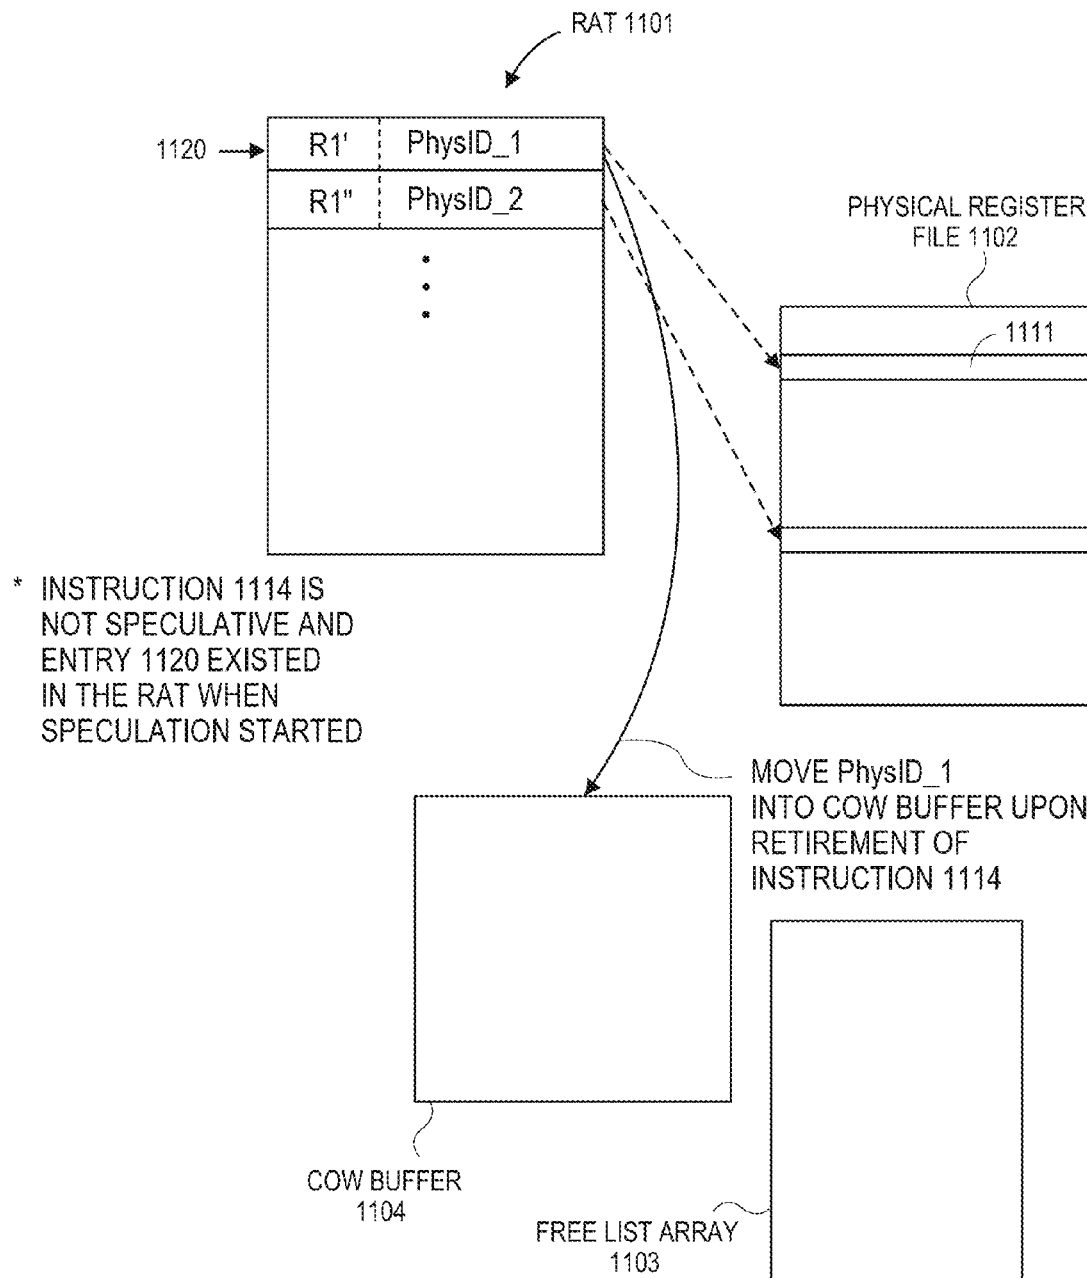 RAT 1101
1120
R1' PhysID_1
R1" PhysID_2
PHYSICAL REGISTER
FILE 1102
1111
* INSTRUCTION 1114 IS
NOT SPECULATIVE AND
ENTRY 1120 EXISTED
IN THE RAT WHEN
SPECULATION STARTED
MOVE PhysID_1
INTO COW BUFFER UPON
RETIREMENT OF
INSTRUCTION 1114
COW BUFFER
1104
FREE LIST ARRAY
1103